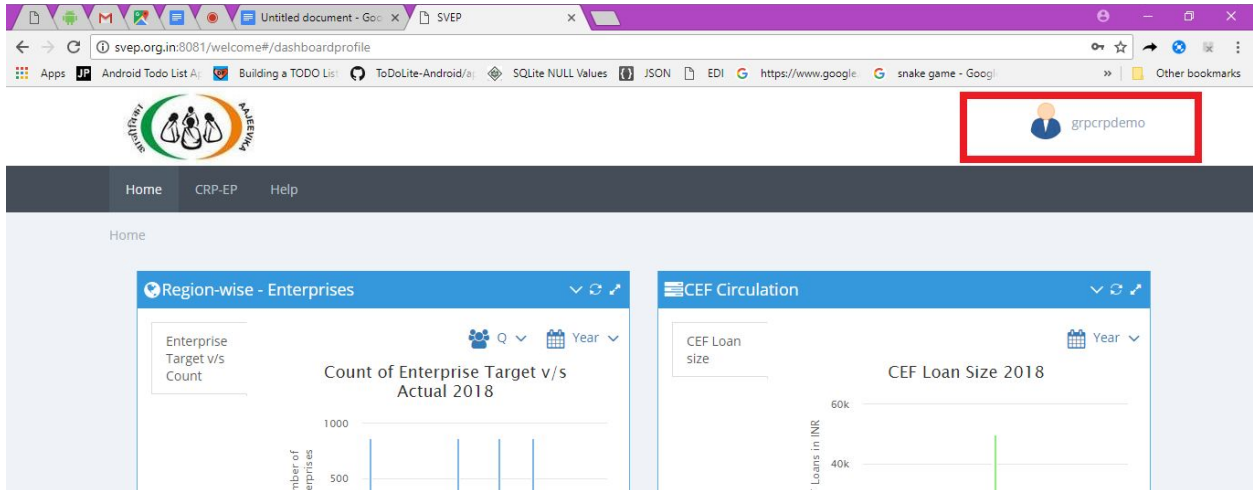 Untitled document - Goo
SVEP
svep.org.in:8081/welcome#/dashboardprofile
Apps
JP
Android Todo List Ap
Building a TODO List
ToDoLite-Android/a
SQLite NULL Values
JSON
EDI
https://www.google.
snake game - Googl
»
Other bookmarks
आजीविका
AAJEEVIKA
grpcrpdemo
Home
CRP-EP
Help
Home
Region-wise - Enterprises
Enterprise
Target v/s
Count
Q
Year
Count of Enterprise Target v/s
Actual 2018
1000
500
CEF Circulation
CEF Loan
size
Year
CEF Loan Size 2018
60k
40k
Loans in INR